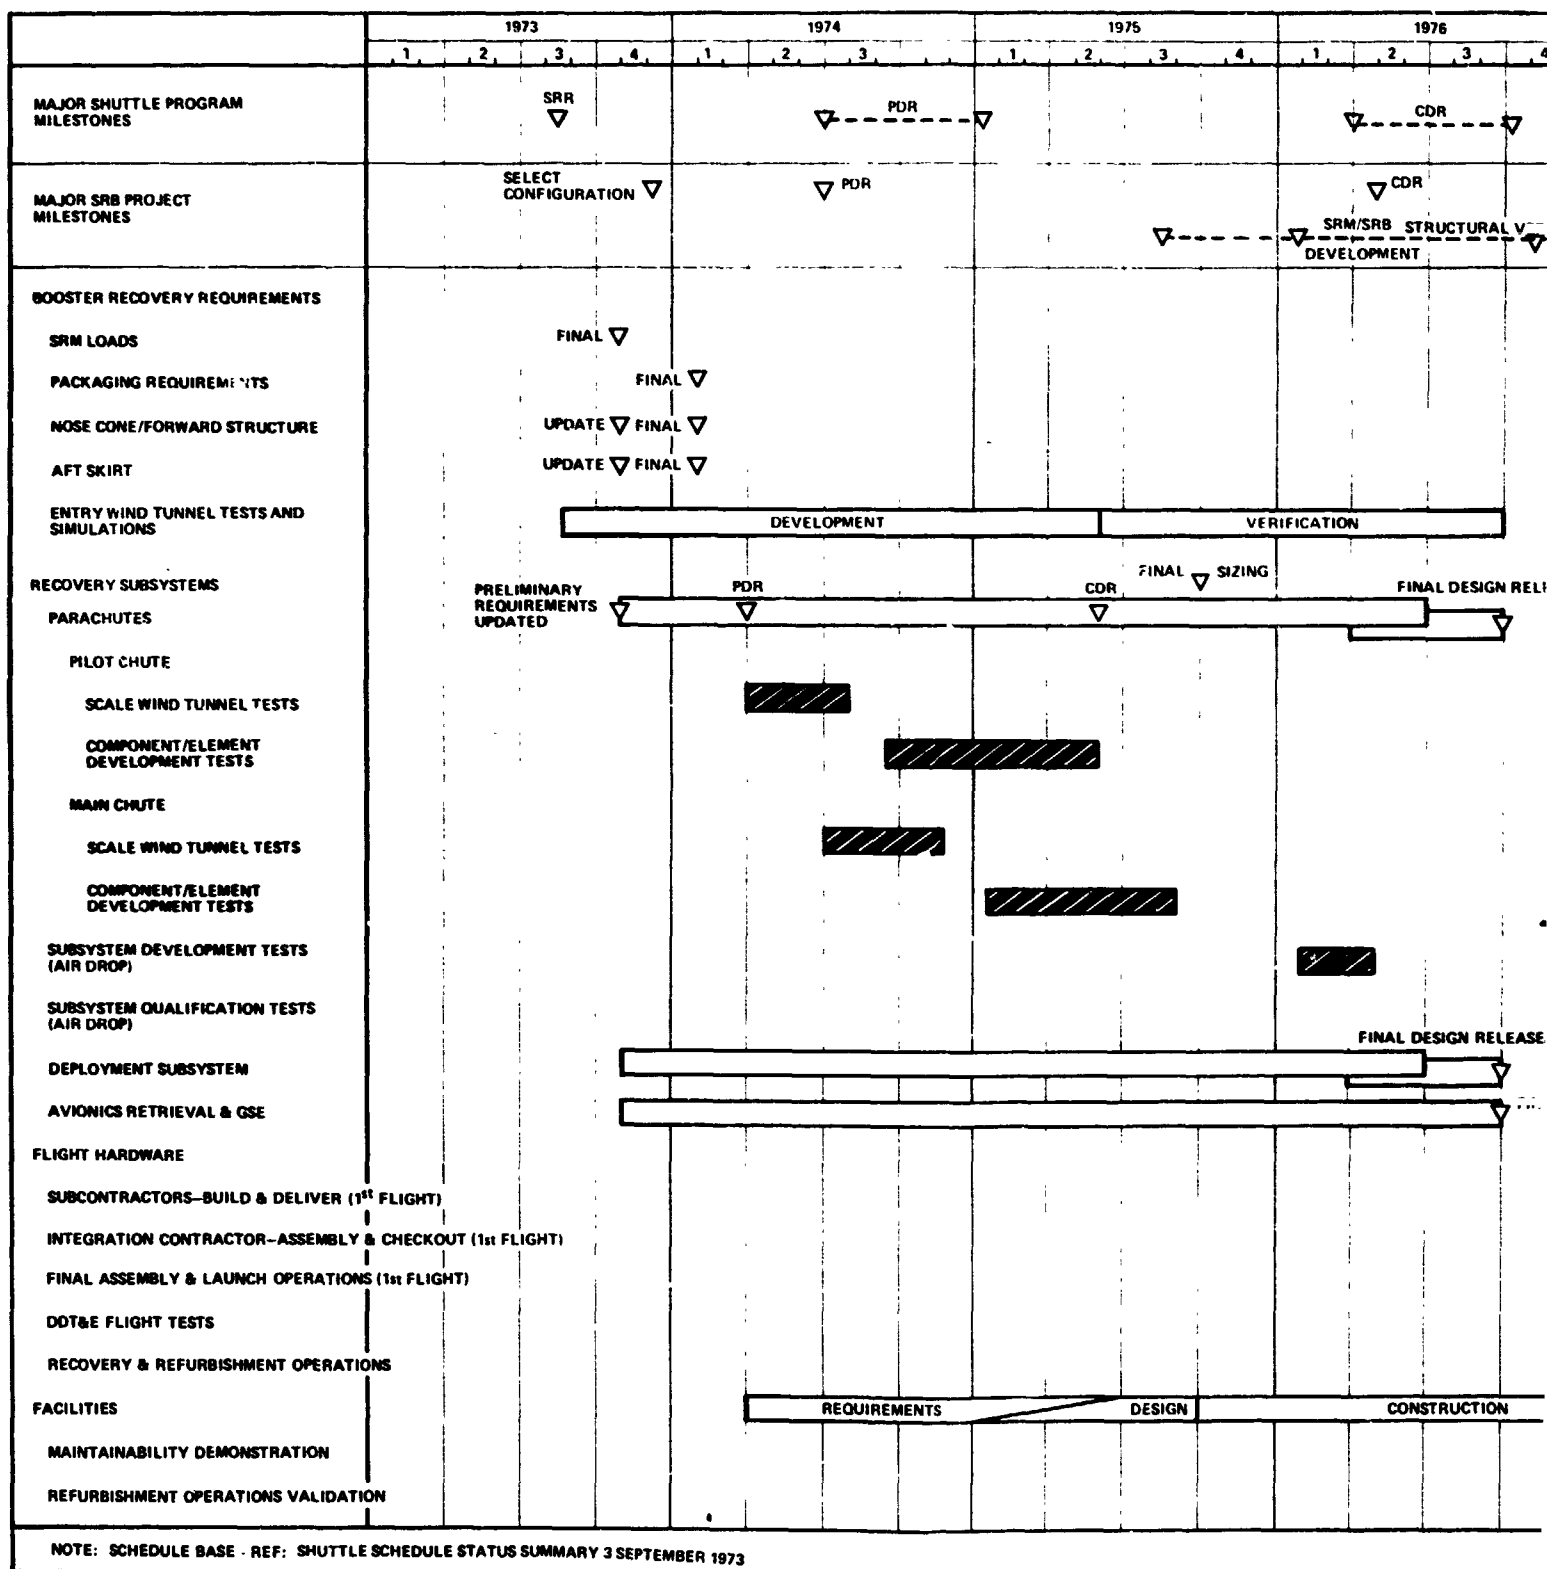 1973 1974 1975 1976
1 2 3 4 1 2 3 1 2 3 4 1 2 3 4
MAJOR SHUTTLE PROGRAM
MILESTONES
SRR
PDR
CDR
MAJOR SRB PROJECT
MILESTONES
SELECT
CONFIGURATION
PDR
CDR
SRM/SRB STRUCTURAL
DEVELOPMENT
BOOSTER RECOVERY REQUIREMENTS
SRM LOADS
FINAL
PACKAGING REQUIREMENTS
FINAL
NOSE CONE/FORWARD STRUCTURE
UPDATE FINAL
AFT SKIRT
UPDATE FINAL
ENTRY WIND TUNNEL TESTS AND
SIMULATIONS
DEVELOPMENT VERIFICATION
RECOVERY SUBSYSTEMS
PARACHUTES
PRELIMINARY
REQUIREMENTS
UPDATED
PDR
CDR
FINAL SIZING
FINAL DESIGN REL
PILOT CHUTE
SCALE WIND TUNNEL TESTS
COMPONENT/ELEMENT
DEVELOPMENT TESTS
MAIN CHUTE
SCALE WIND TUNNEL TESTS
COMPONENT/ELEMENT
DEVELOPMENT TESTS
SUBSYSTEM DEVELOPMENT TESTS
(AIR DROP)
SUBSYSTEM QUALIFICATION TESTS
(AIR DROP)
DEPLOYMENT SUBSYSTEM
FINAL DESIGN RELEASE
AVIONICS RETRIEVAL & GSE
FLIGHT HARDWARE
SUBCONTRACTORS–BUILD & DELIVER (1st FLIGHT)
INTEGRATION CONTRACTOR–ASSEMBLY & CHECKOUT (1st FLIGHT)
FINAL ASSEMBLY & LAUNCH OPERATIONS (1st FLIGHT)
DDT&E FLIGHT TESTS
RECOVERY & REFURBISHMENT OPERATIONS
FACILITIES
REQUIREMENTS DESIGN CONSTRUCTION
MAINTAINABILITY DEMONSTRATION
REFURBISHMENT OPERATIONS VALIDATION
NOTE: SCHEDULE BASE - REF: SHUTTLE SCHEDULE STATUS SUMMARY 3 SEPTEMBER 1973